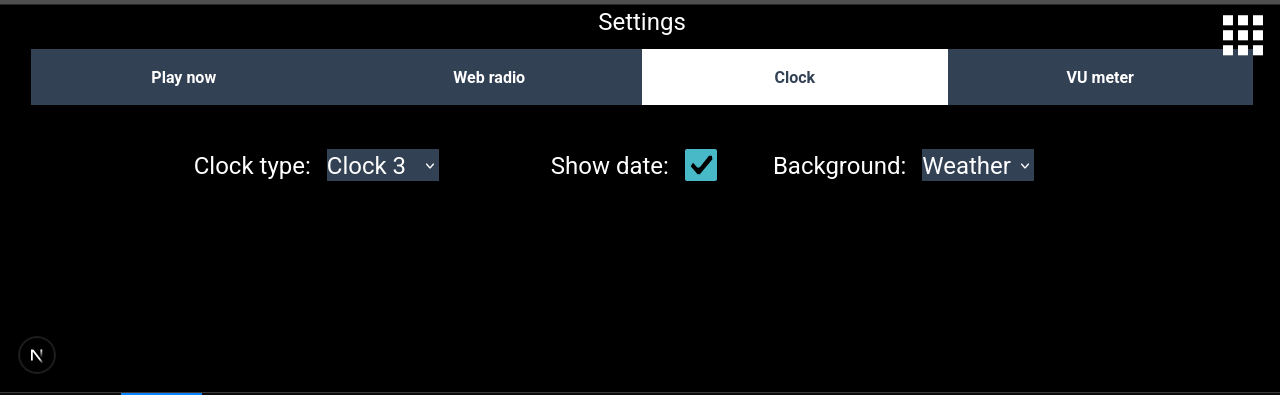 Settings
Play now Web radio Clock VU meter
Clock type: Clock 3 Show date: Background: Weather
N